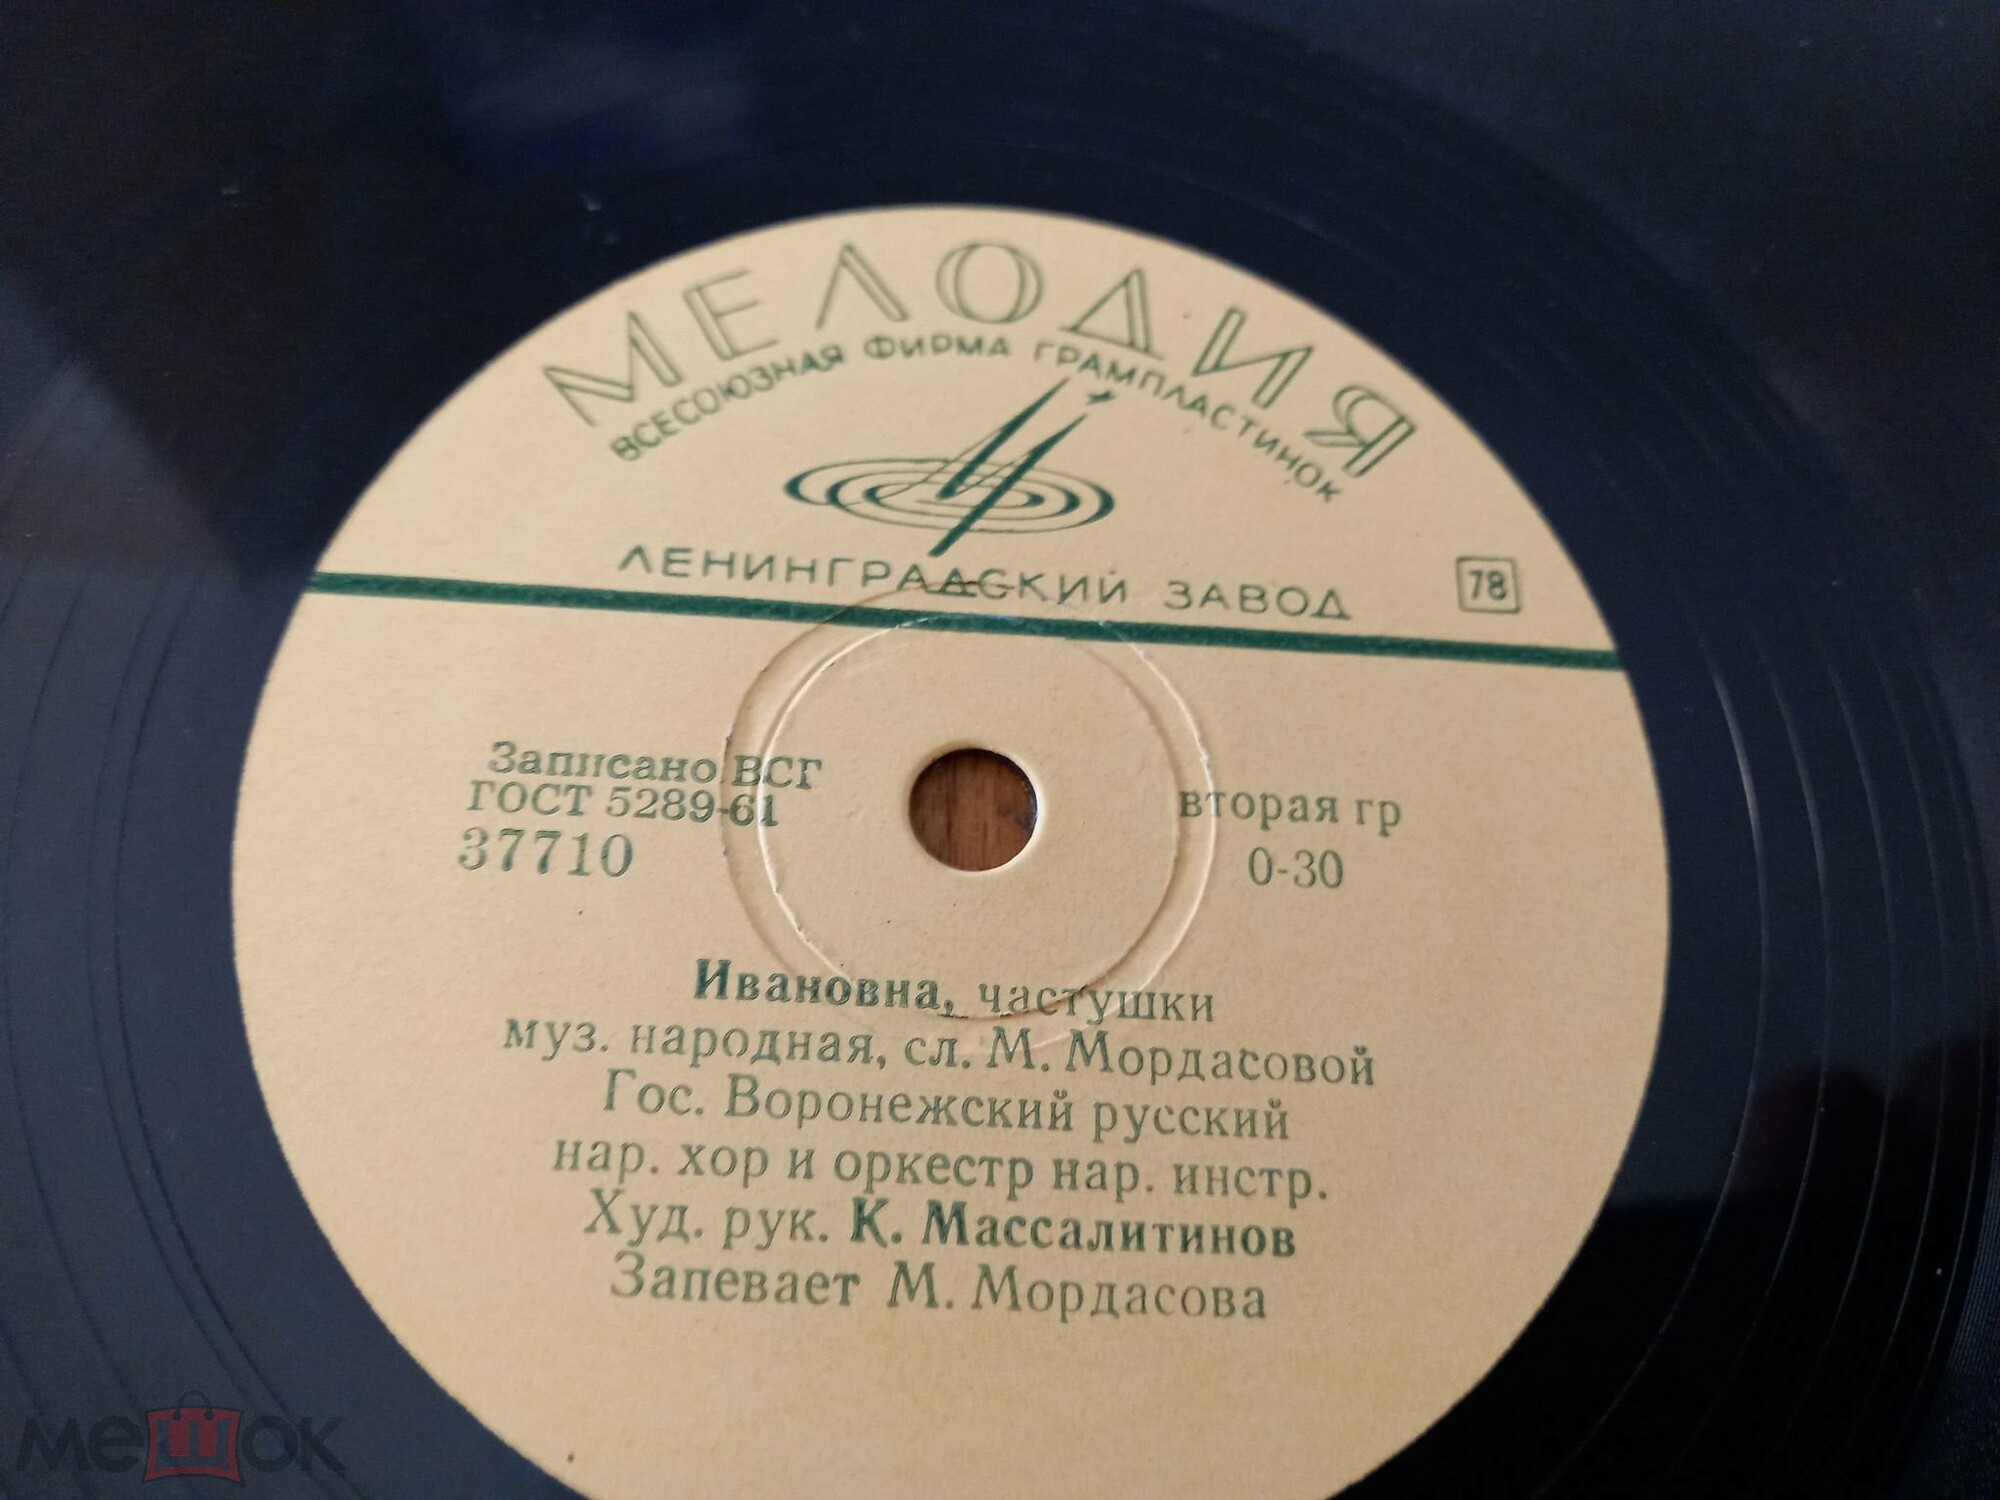 МЕЛОДИЯ
ВСЕСОЮЗНАЯ ФИРМА ГРАМПЛАСТИНОК
ЛЕНИНГРАДСКИЙ ЗАВОД
78
Записано ВСГ
ГОСТ 5289-61
37710
вторая гр
0-30
Ивановна, частушки
муз. народная, сл. М. Мордасовой
Гос. Воронежский русский
нар. хор и оркестр нар. инстр.
Худ. рук. К. Массалитинов
Запевает М. Мордасова
мешок